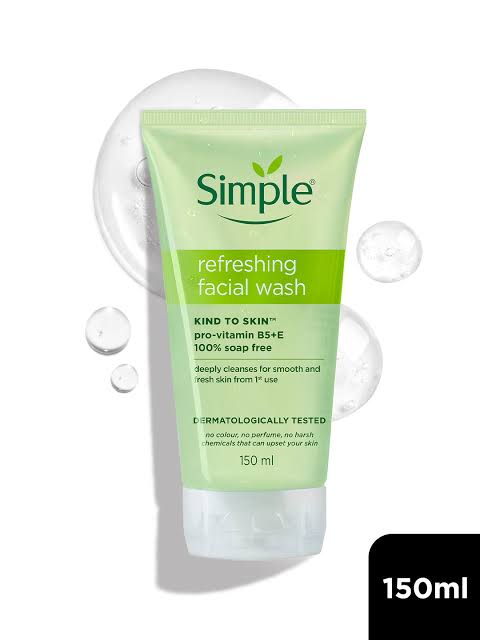 Simple®
refreshing
facial wash
KIND TO SKIN™
pro-vitamin B5+E
100% soap free
deeply cleanses for smooth and
fresh skin from 1st use
DERMATOLOGICALLY TESTED
no colour, no perfume, no harsh
chemicals that can upset your skin
150 ml
150ml